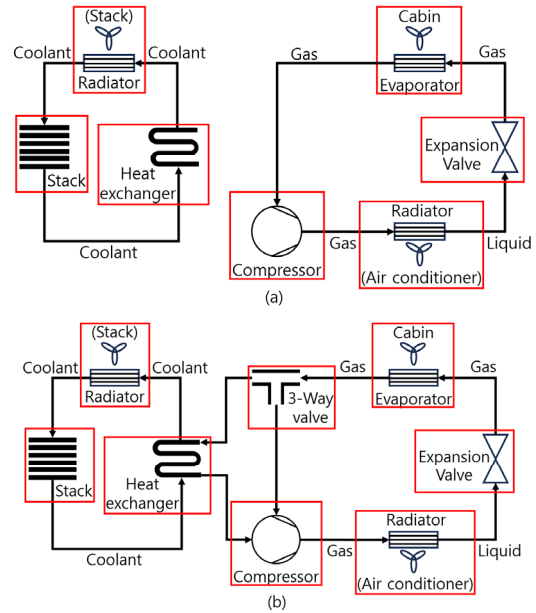 (Stack)
Coolant
Coolant
Radiator
Stack
Heat
exchanger
Coolant
Cabin
Gas
Gas
Evaporator
Expansion
Valve
Radiator
Compressor
Gas
Liquid
(Air conditioner)
(a)
(Stack)
Coolant
Coolant
Radiator
Stack
Heat
exchanger
Coolant
Cabin
Gas
Gas
Evaporator
3-Way
valve
Expansion
Valve
Radiator
Compressor
Gas
Liquid
(Air conditioner)
(b)